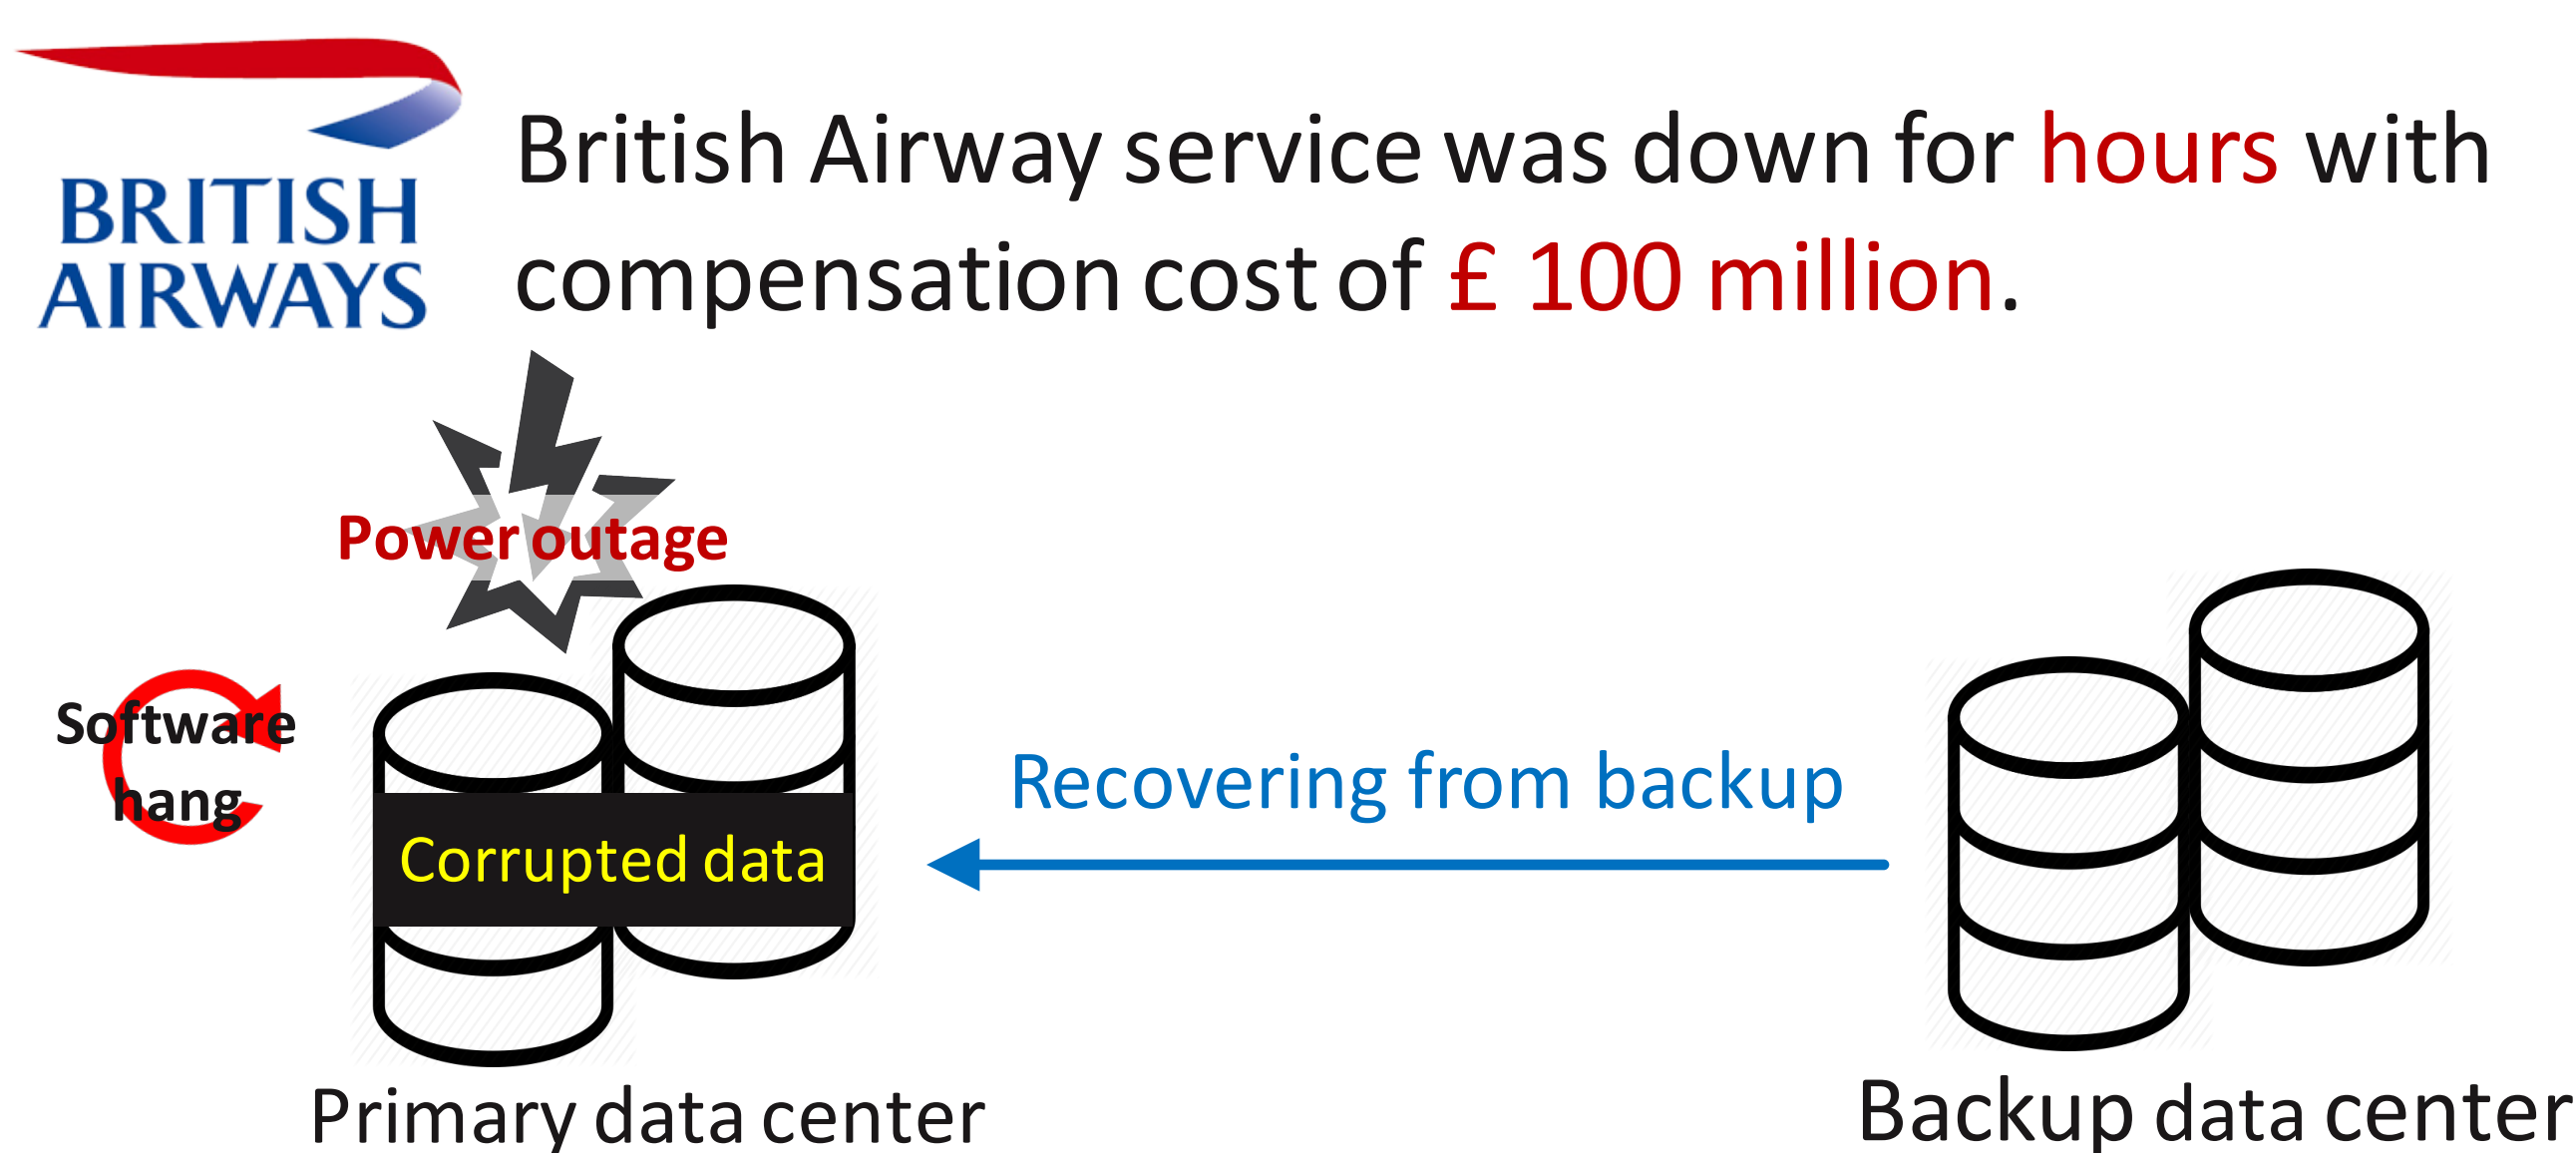 BRITISH
AIRWAYS
British Airway service was down for hours with
compensation cost of £ 100 million.
Power outage
Software
hang
Corrupted data
Recovering from backup
Primary data center
Backup data center